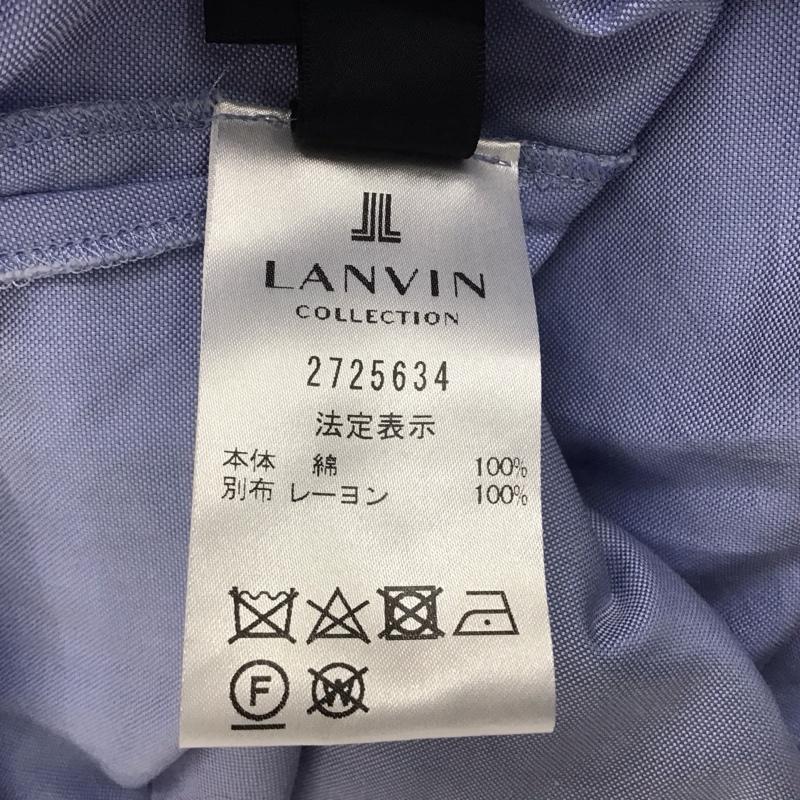 LANVIN
COLLECTION
2725634
法定表示
本体 綿 100%
別布 レーヨン 100%
F W